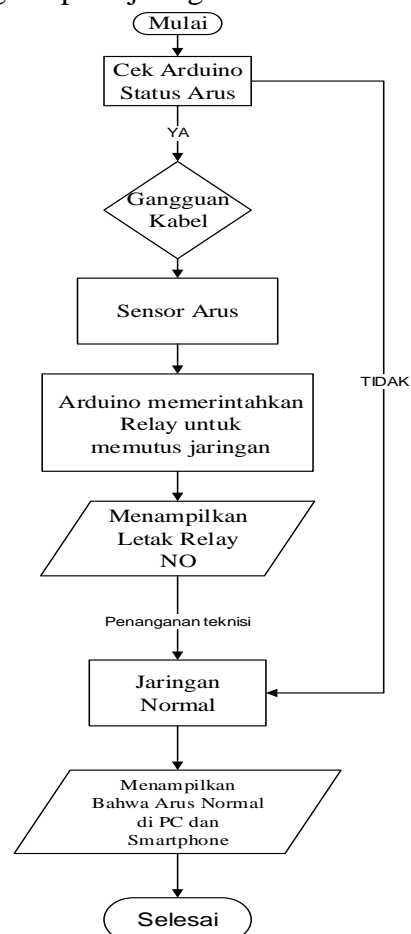 Mulai
Cek Arduino
Status Arus
YA
Gangguan
Kabel
Sensor Arus
TIDAK
Arduino memerintahkan
Relay untuk
memutus jaringan
Menampilkan
Letak Relay
NO
Penanganan teknisi
Jaringan
Normal
Menampilkan
Bahwa Arus Normal
di PC dan
Smartphone
Selesai